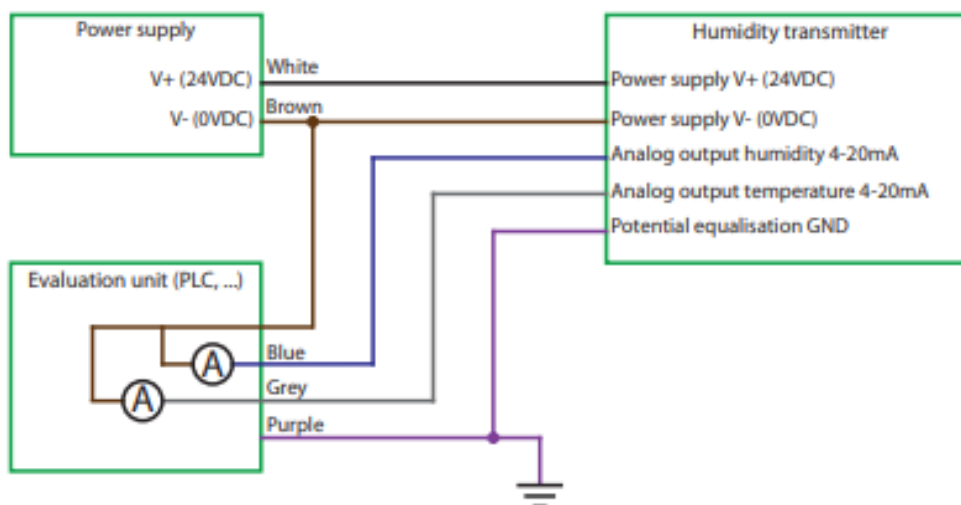 Power supply
V+ (24VDC)
V- (0VDC)
White
Brown
Humidity transmitter
Power supply V+ (24VDC)
Power supply V- (0VDC)
Analog output humidity 4-20mA
Analog output temperature 4-20mA
Potential equalisation GND
Evaluation unit (PLC, ...)
A
A
Blue
Grey
Purple